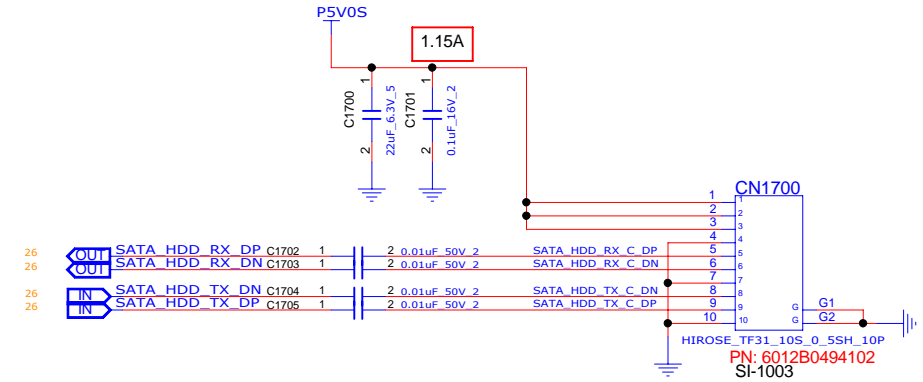 P5V0S
1.15A
1
1
C1700
22uF_6.3V_5
C1701
0.1uF_16V_2
2
2
CN1700
1 1
2 2
3 3
4 4
26 OUT SATA_HDD_RX_DP C1702 1 2 0.01uF_50V_2 SATA_HDD_RX_C_DP 5 5
26 OUT SATA_HDD_RX_DN C1703 1 2 0.01uF_50V_2 SATA_HDD_RX_C_DN 6 6
7 7
26 IN SATA_HDD_TX_DN C1704 1 2 0.01uF_50V_2 SATA_HDD_TX_C_DN 8 8
26 IN SATA_HDD_TX_DP C1705 1 2 0.01uF_50V_2 SATA_HDD_TX_C_DP 9 9 G G1
10 10 G G2
HIROSE_TF31_10S_0_5SH_10P
PN: 6012B0494102
SI-1003